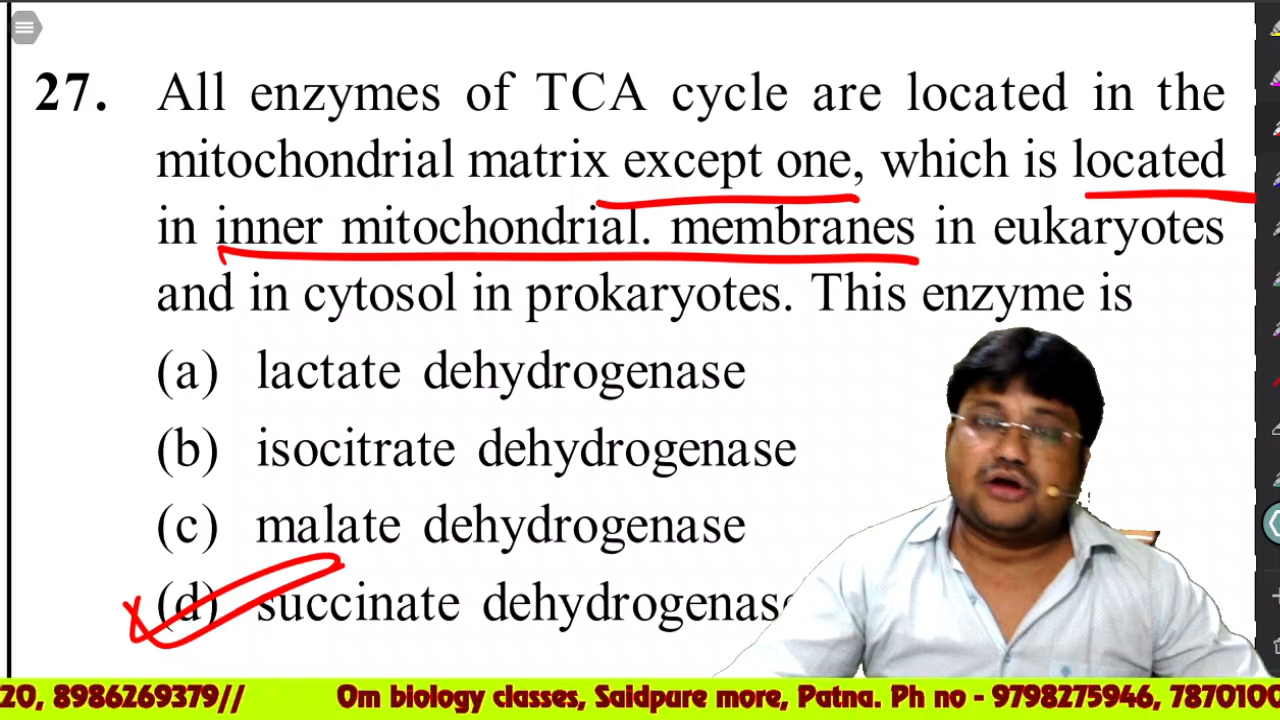 27. All enzymes of TCA cycle are located in the
mitochondrial matrix except one, which is located
in inner mitochondrial. membranes in eukaryotes
and in cytosol in prokaryotes. This enzyme is
(a) lactate dehydrogenase
(b) isocitrate dehydrogenase
(c) malate dehydrogenase
(d) succinate dehydrogenase
20, 8986269379// Om biology classes, Saidpure more, Patna. Ph no - 9798275946, 7870100